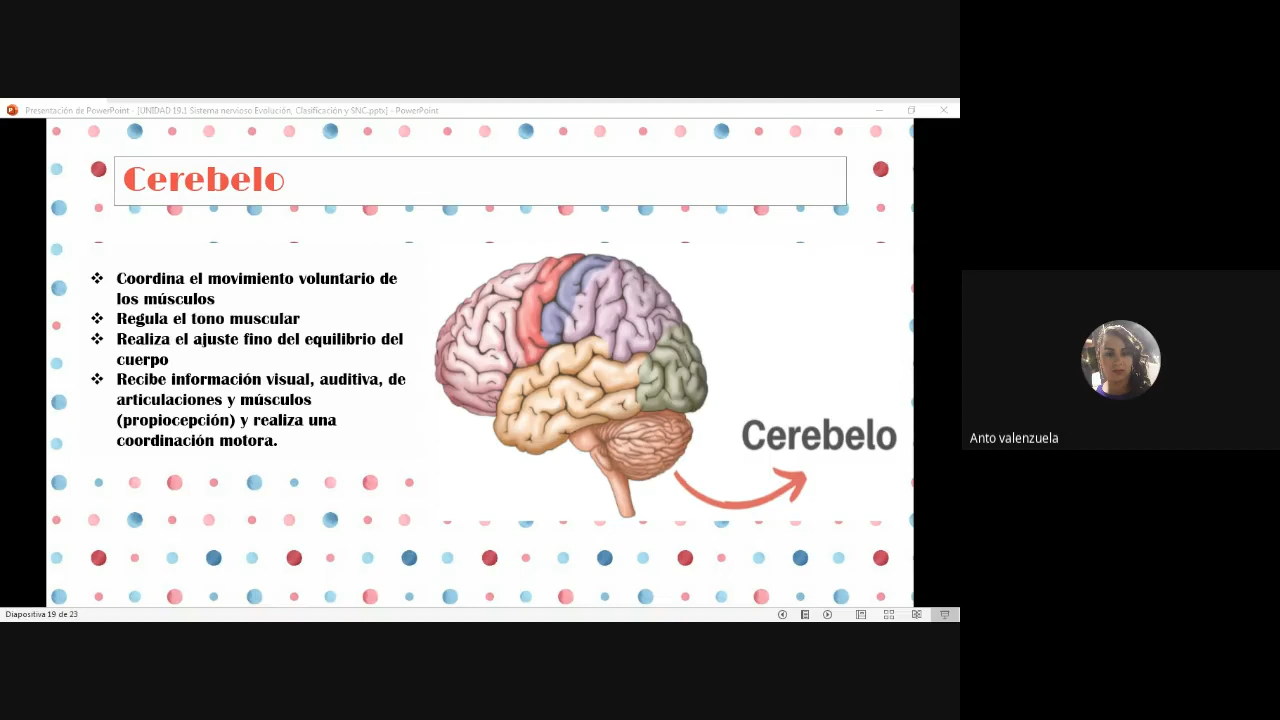 Presentación de PowerPoint - [UNIDAD 19.1 Sistema nervioso Evolución, Clasificación y SNC.pptx] - PowerPoint
Cerebelo
❖ Coordina el movimiento voluntario de
los músculos
❖ Regula el tono muscular
❖ Realiza el ajuste fino del equilibrio del
cuerpo
❖ Recibe información visual, auditiva, de
articulaciones y músculos
(propiocepción) y realiza una
coordinación motora.
Cerebelo
Anto valenzuela
Diapositiva 19 de 23